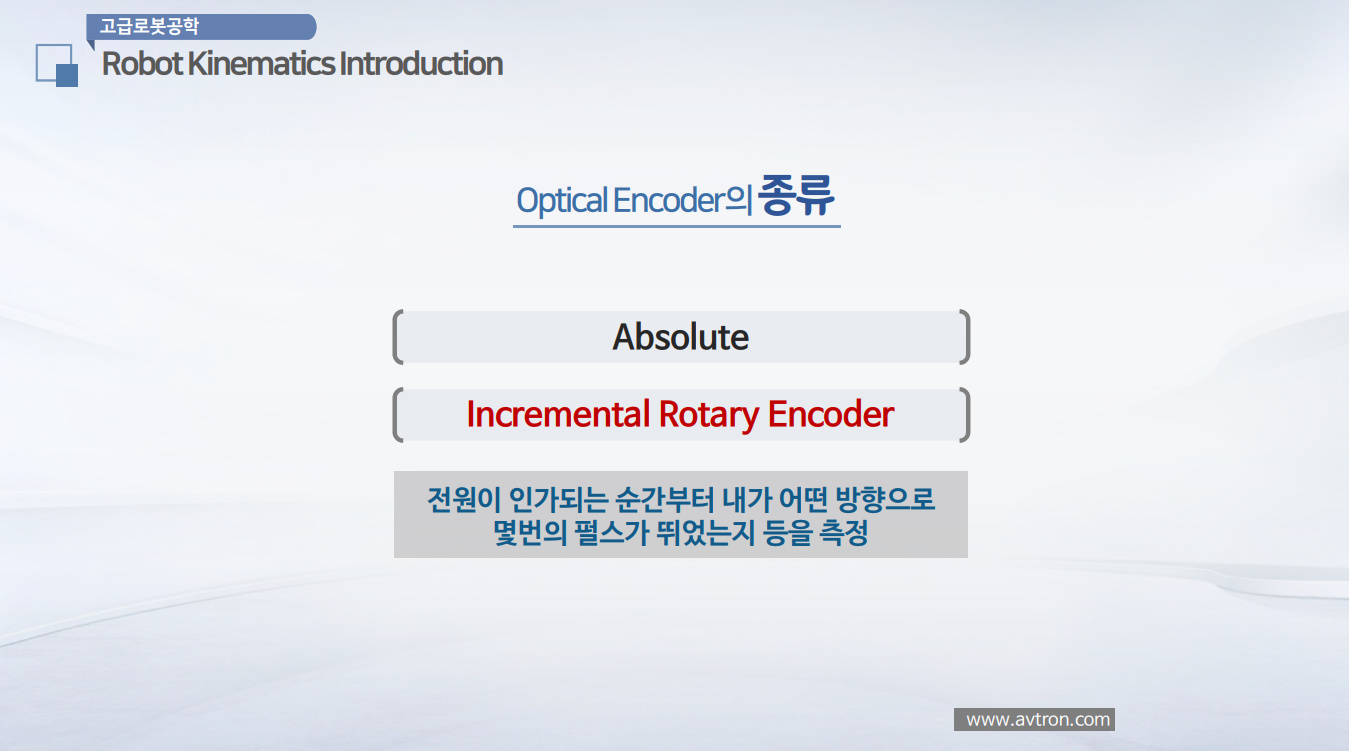 고급로봇공학
Robot Kinematics Introduction
Optical Encoder의 종류
Absolute
Incremental Rotary Encoder
전원이 인가되는 순간부터 내가 어떤 방향으로
몇번의 펄스가 뛰었는지 등을 측정
www.avtron.com